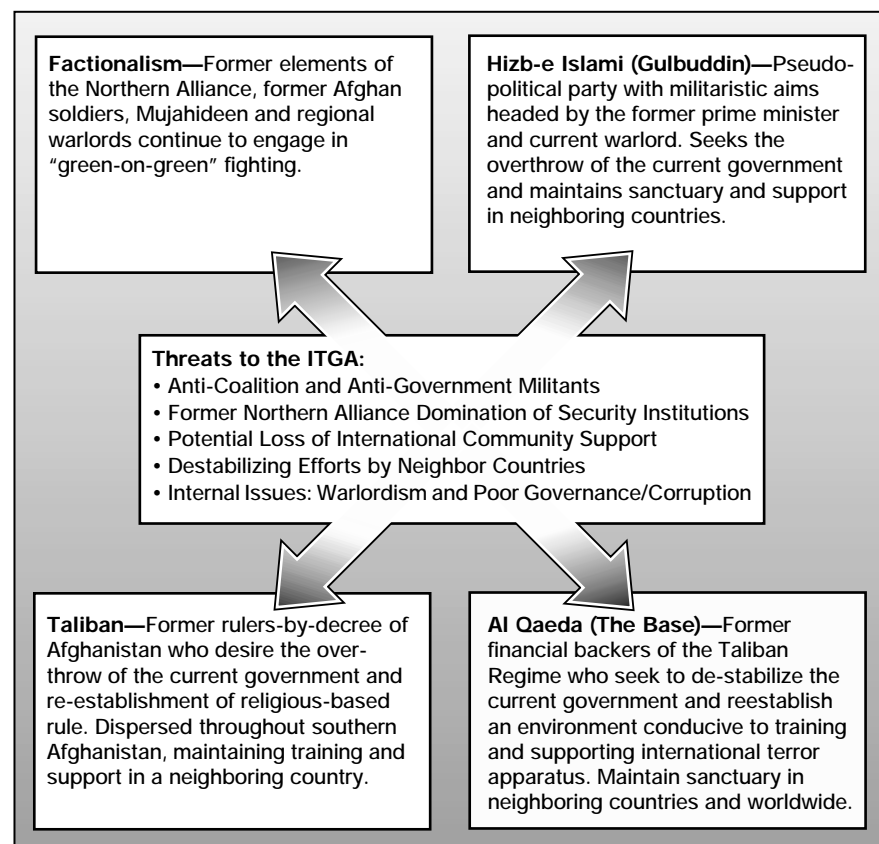 Factionalism—Former elements of
the Northern Alliance, former Afghan
soldiers, Mujahideen and regional
warlords continue to engage in
“green-on-green” fighting.
Hizb-e Islami (Gulbuddin)—Pseudo-
political party with militaristic aims
headed by the former prime minister
and current warlord. Seeks the
overthrow of the current government
and maintains sanctuary and support
in neighboring countries.
Threats to the ITGA:
• Anti-Coalition and Anti-Government Militants
• Former Northern Alliance Domination of Security Institutions
• Potential Loss of International Community Support
• Destabilizing Efforts by Neighbor Countries
• Internal Issues: Warlordism and Poor Governance/Corruption
Taliban—Former rulers-by-decree of
Afghanistan who desire the over-
throw of the current government and
re-establishment of religious-based
rule. Dispersed throughout southern
Afghanistan, maintaining training and
support in a neighboring country.
Al Qaeda (The Base)—Former
financial backers of the Taliban
Regime who seek to de-stabilize the
current government and reestablish
an environment conducive to training
and supporting international terror
apparatus. Maintain sanctuary in
neighboring countries and worldwide.